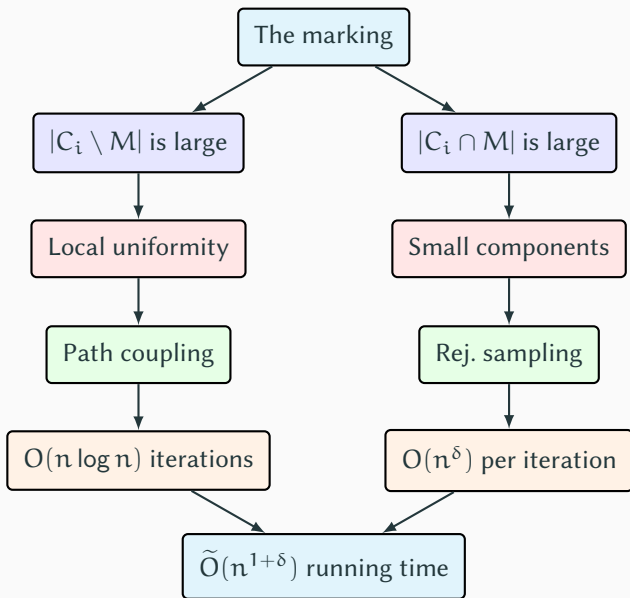 The marking
|Cᵢ \ M| is large
|Cᵢ ∩ M| is large
Local uniformity
Small components
Path coupling
Rej. sampling
O(n log n) iterations
O(n^δ) per iteration
Õ(n^{1+δ}) running time